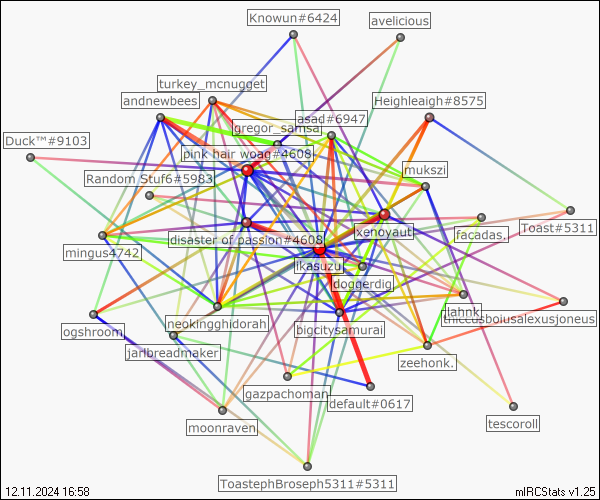 Knowun#6424
avelicious
turkey_mcnugget
andnewbees
Heighleaigh#8575
asad#6947
gregor_samsa
Duck™#9103
pink hair woag#4608
mukszi
Random Stuf6#5983
xenoyaut
facadas..
Toast#5311
disaster of passion#4608
mingus4742
ikasuzu
doggerdig
lahnk
thiccusboiusalexusjoneus
ogshroom
neokingghidorah
bigcitysamurai
jarlbreadmaker
zeehonk.
gazpachoman
default#0617
moonraven
tescoroll
ToastephBroseph5311#5311
12.11.2024 16:58
mIRCStats v1.25